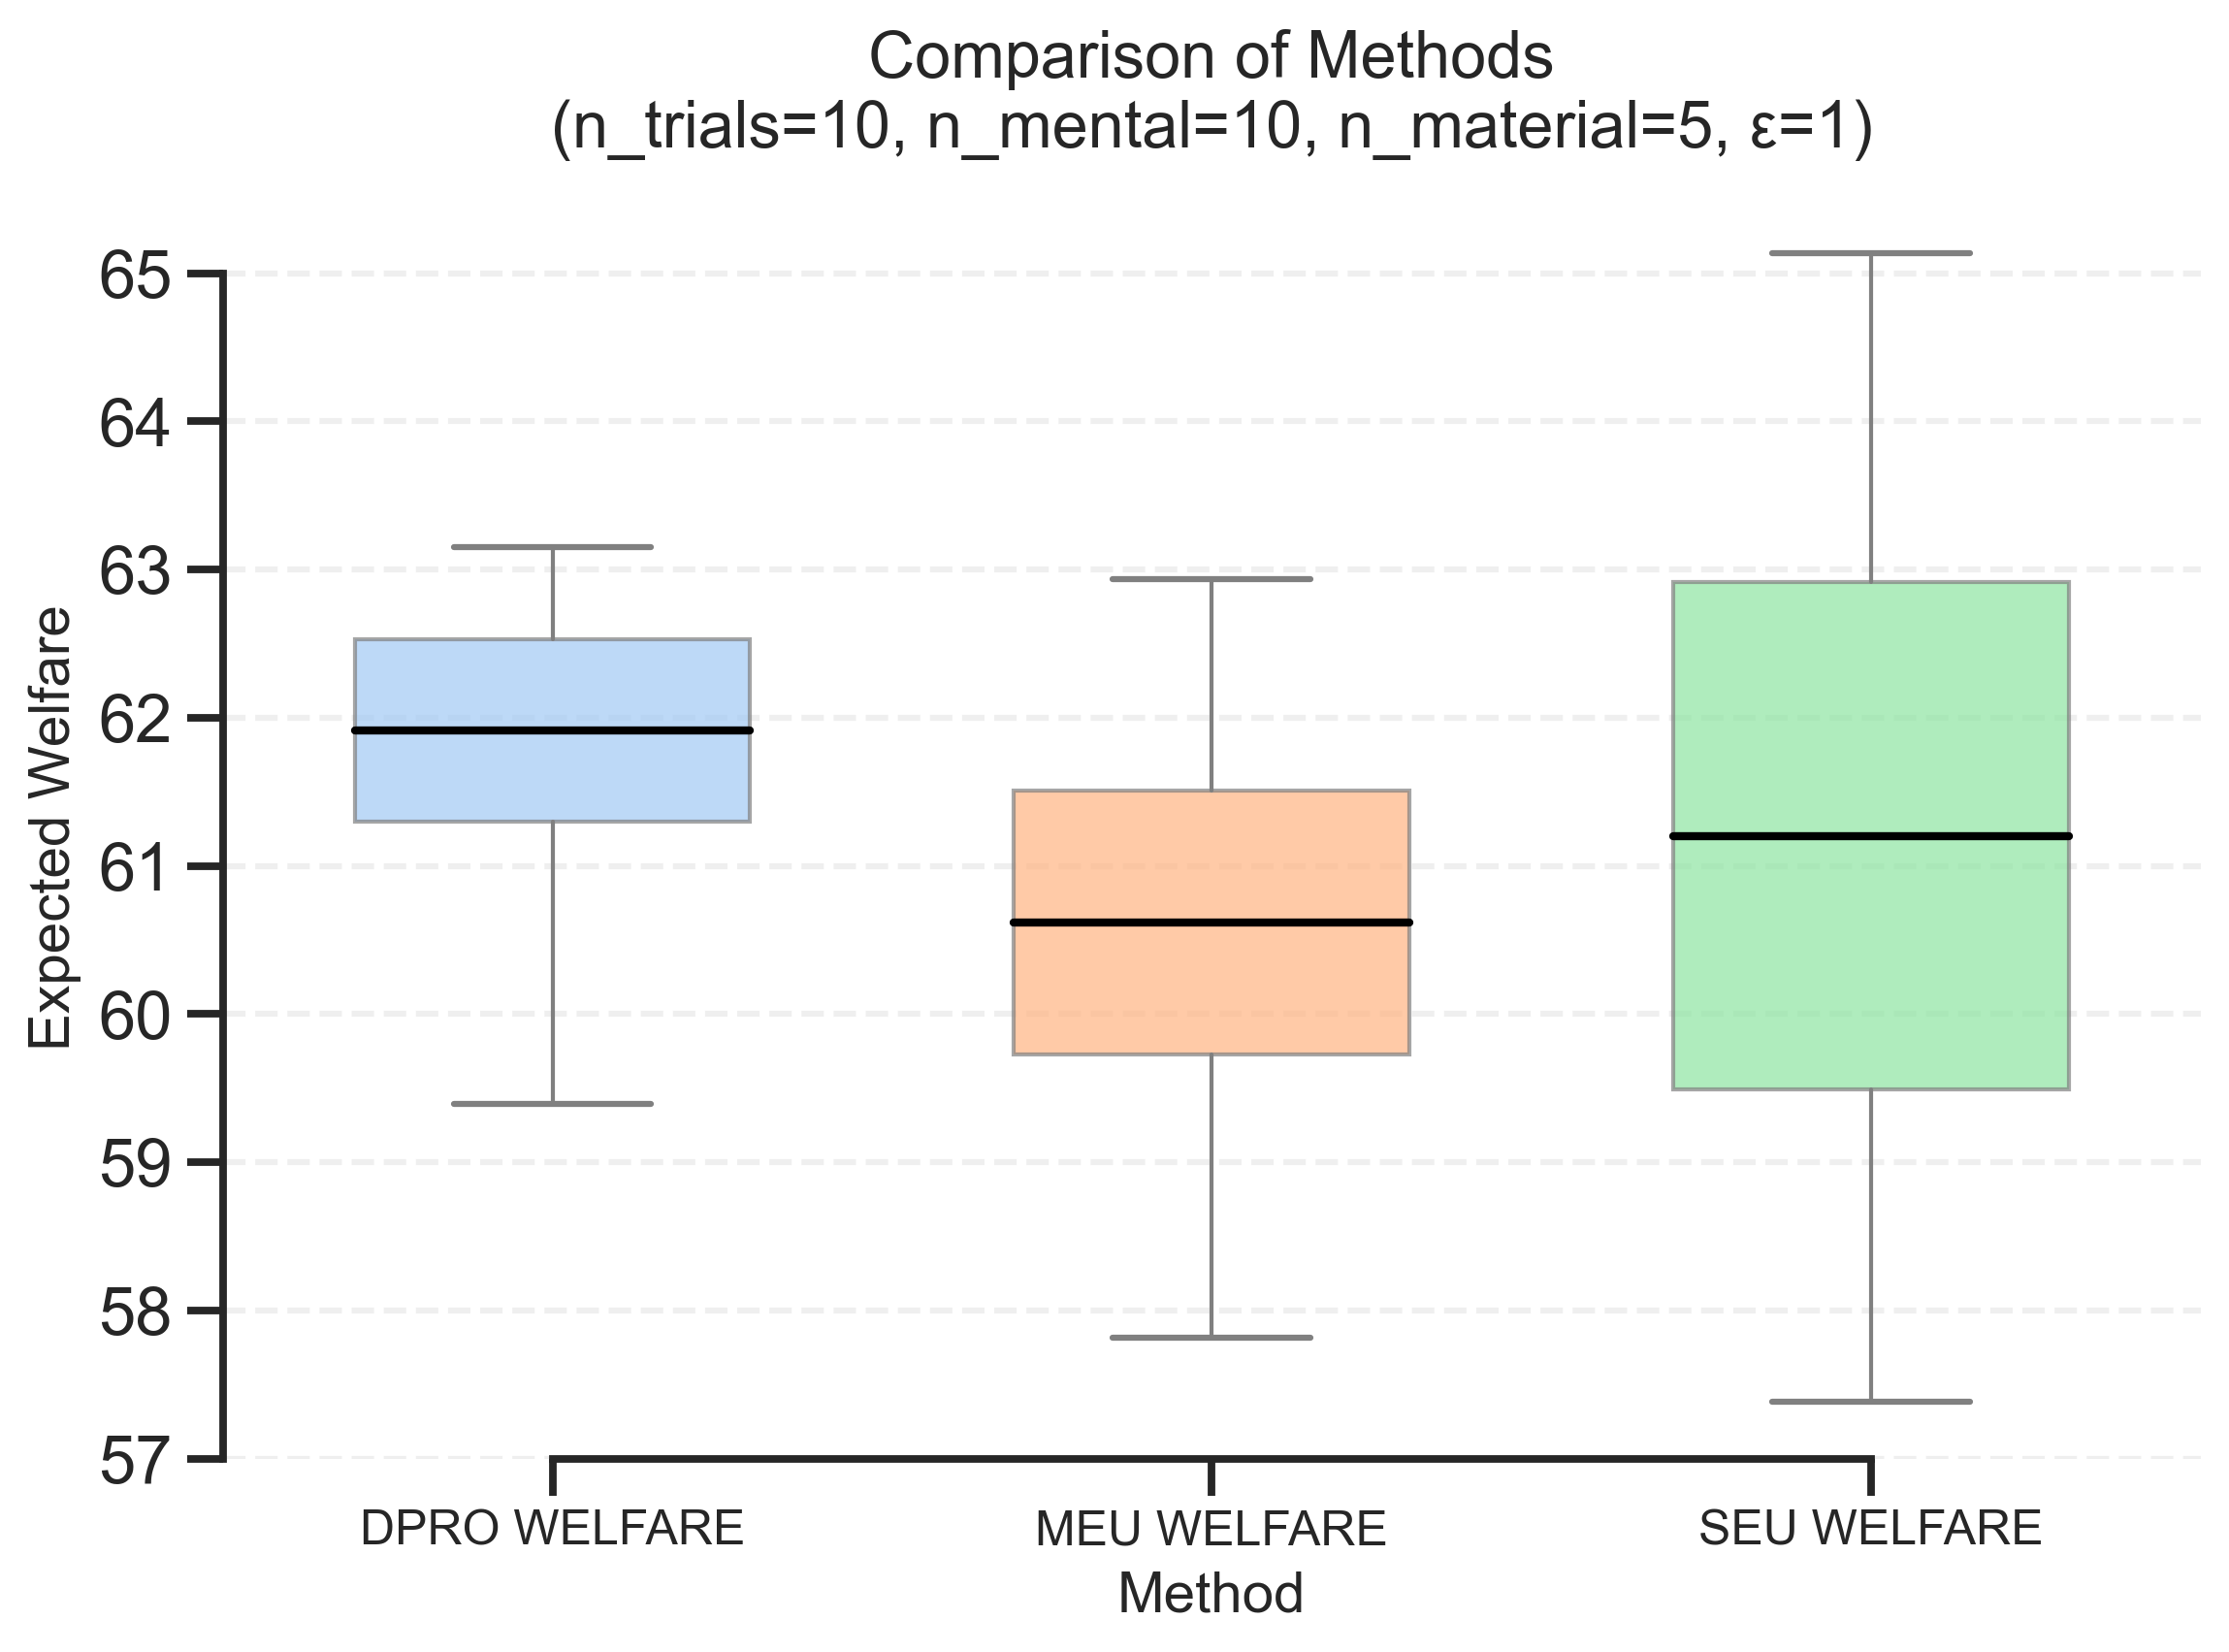 Comparison of Methods
(n_trials=10, n_mental=10, n_material=5, ε=1)
Expected Welfare
65
64
63
62
61
60
59
58
57
DPRO WELFARE
MEU WELFARE
SEU WELFARE
Method